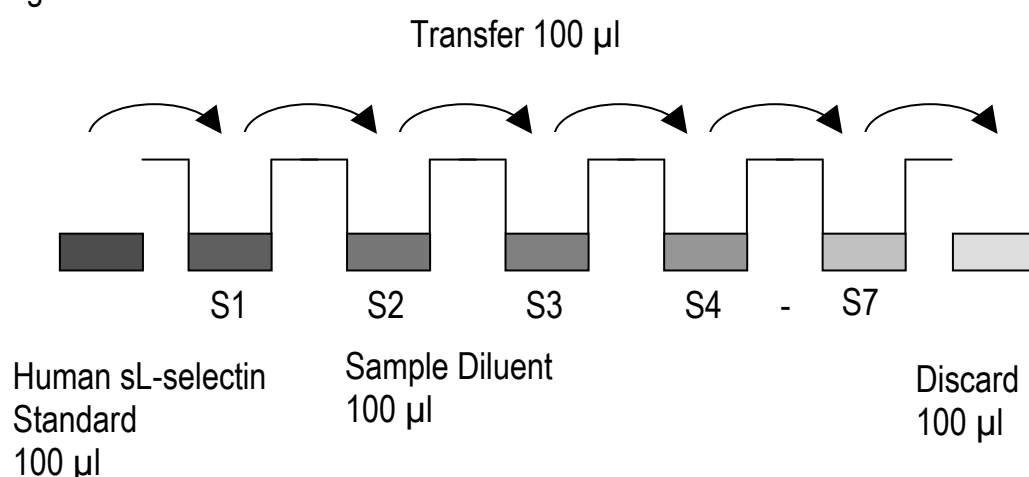 Transfer 100 µl
S1 S2 S3 S4 - S7
Human sL-selectin
Standard
100 µl
Sample Diluent
100 µl
Discard
100 µl